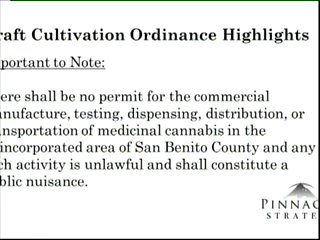 raft Cultivation Ordinance Highlights
portant to Note:
ere shall be no permit for the commercial
nufacture, testing, dispensing, distribution, or
nsportation of medicinal cannabis in the
incorporated area of San Benito County and any
ch activity is unlawful and shall constitute a
blic nuisance.
PINNAC
STRATE